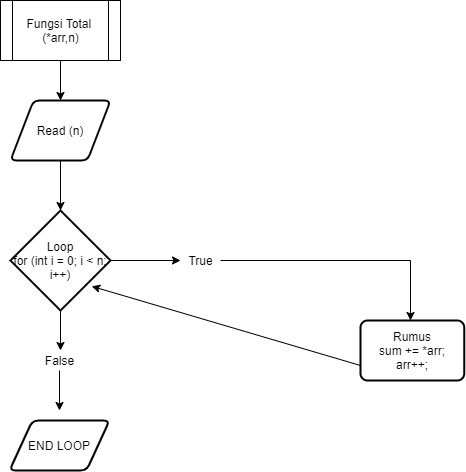 Fungsi Total
(*arr,n)
Read (n)
Loop
for (int i = 0; i < n;
i++)
True
Rumus
sum += *arr;
arr++;
False
END LOOP